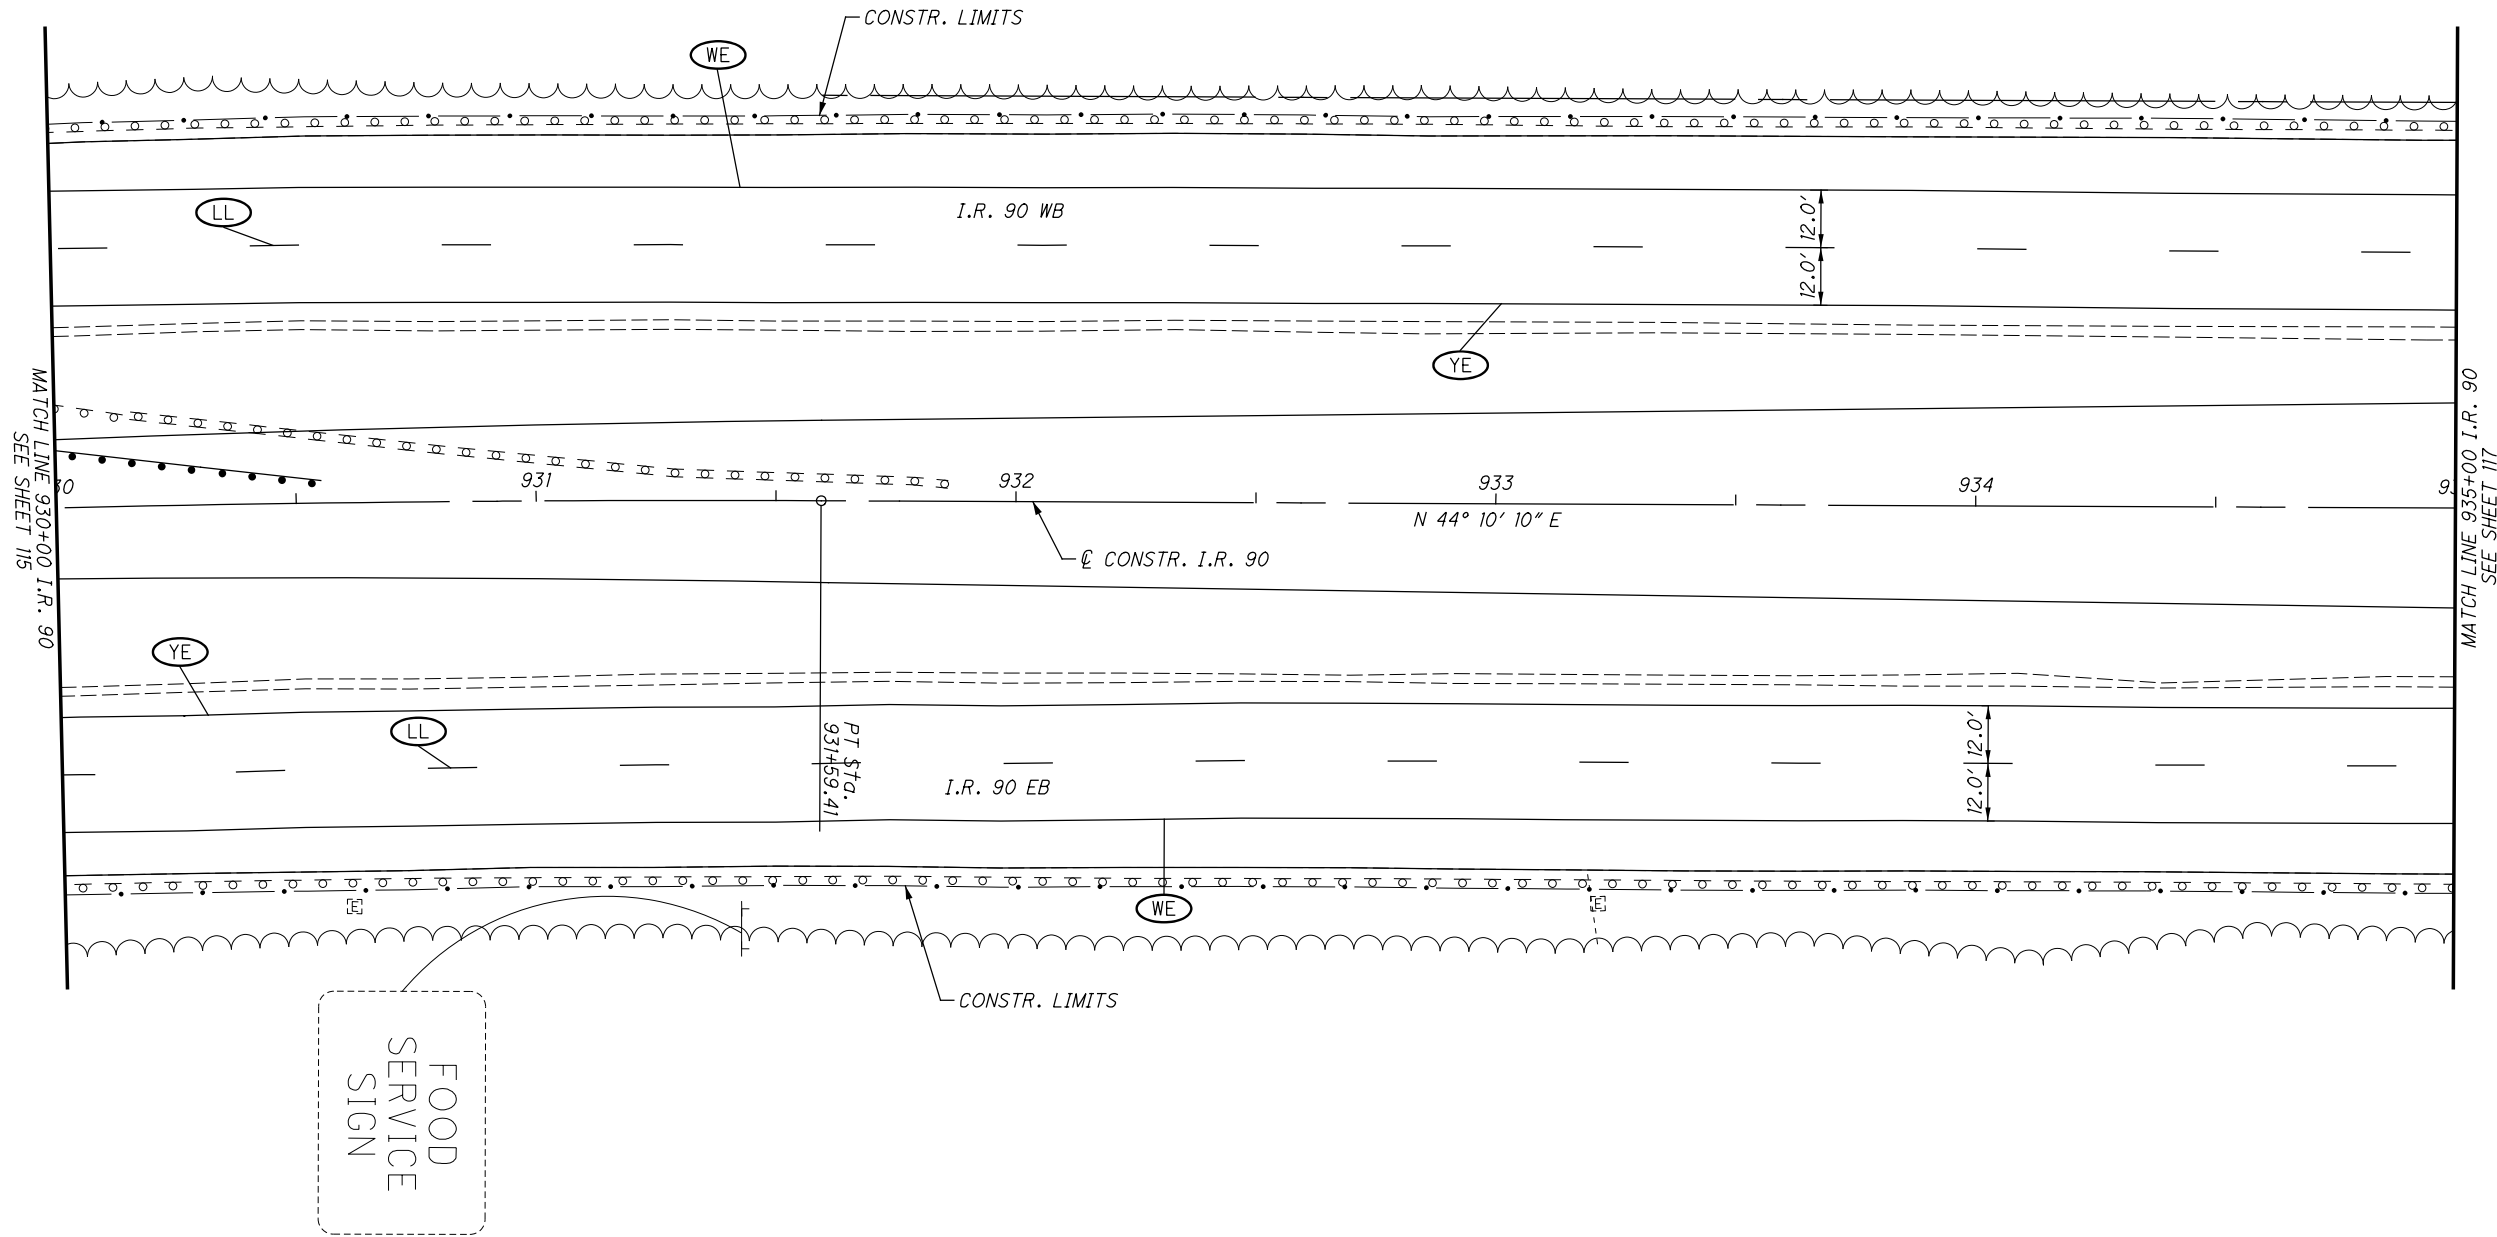 CONSTR. LIMITS
WE
LL
I.R. 90 WB
12.0'
12.0'
YE
MATCH LINE 930+00 I.R. 90
SEE SHEET 115
30
931
932
933
934
9
N 44° 10' 10" E
℄ CONSTR. I.R. 90
MATCH LINE 935+00 I.R. 90
SEE SHEET 117
YE
LL
PT Sta.
931+59.41
I.R. 90 EB
12.0'
12.0'
E
WE
E
CONSTR. LIMITS
FOOD
SERVICE
SIGN